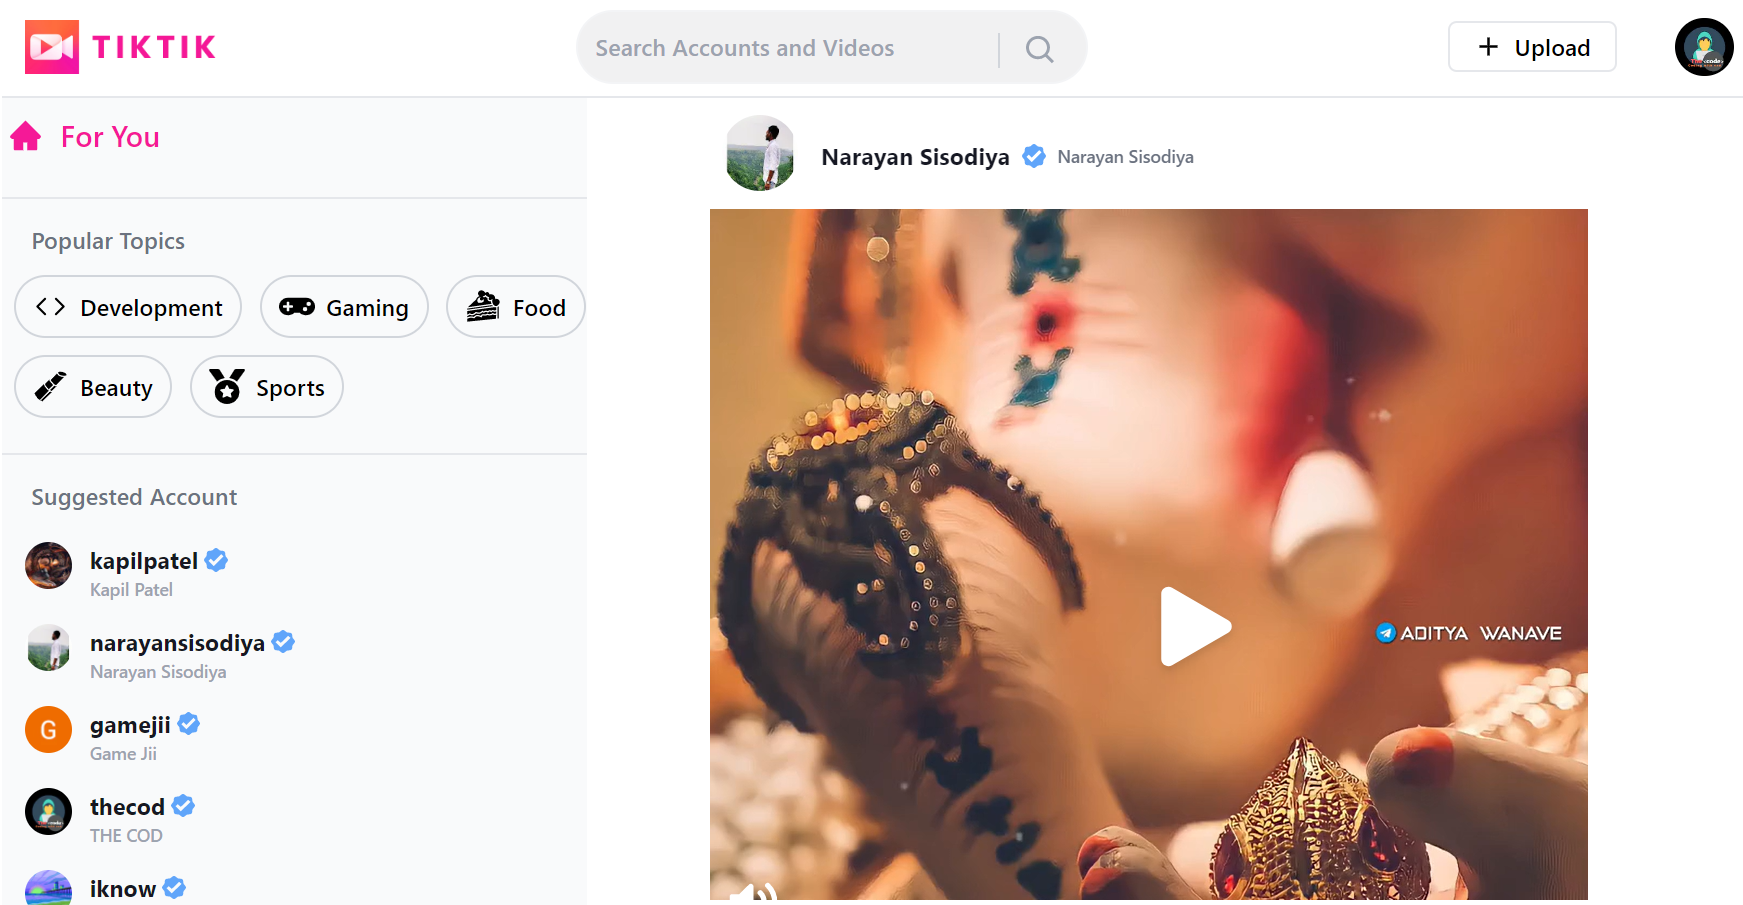 TIKTIK
Search Accounts and Videos
Upload
For You
Narayan Sisodiya Narayan Sisodiya
Popular Topics
Development Gaming Food
Beauty Sports
Suggested Account
kapilpatel
Kapil Patel
narayansisodiya
Narayan Sisodiya
G gamejii
Game Jii
thecod
THE COD
iknow
ADITYA WANAVE